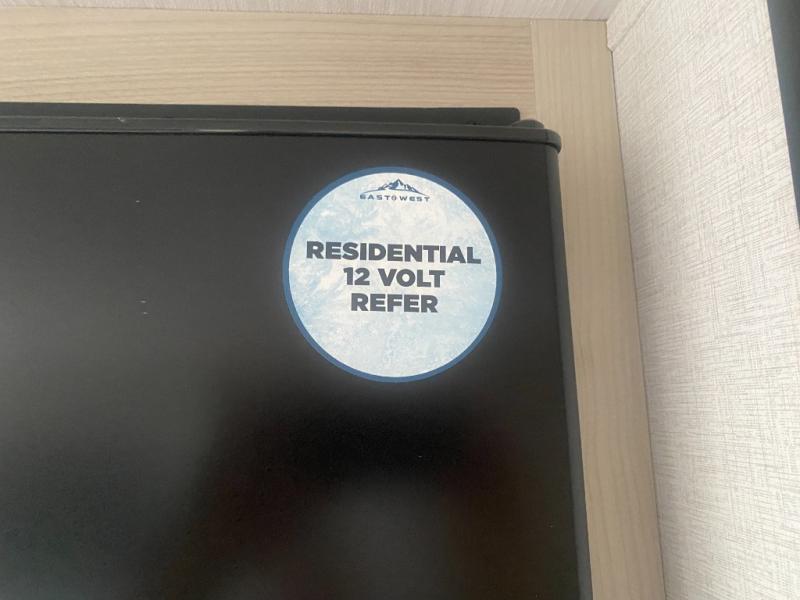 EAST TO WEST
RESIDENTIAL
12 VOLT
REFER